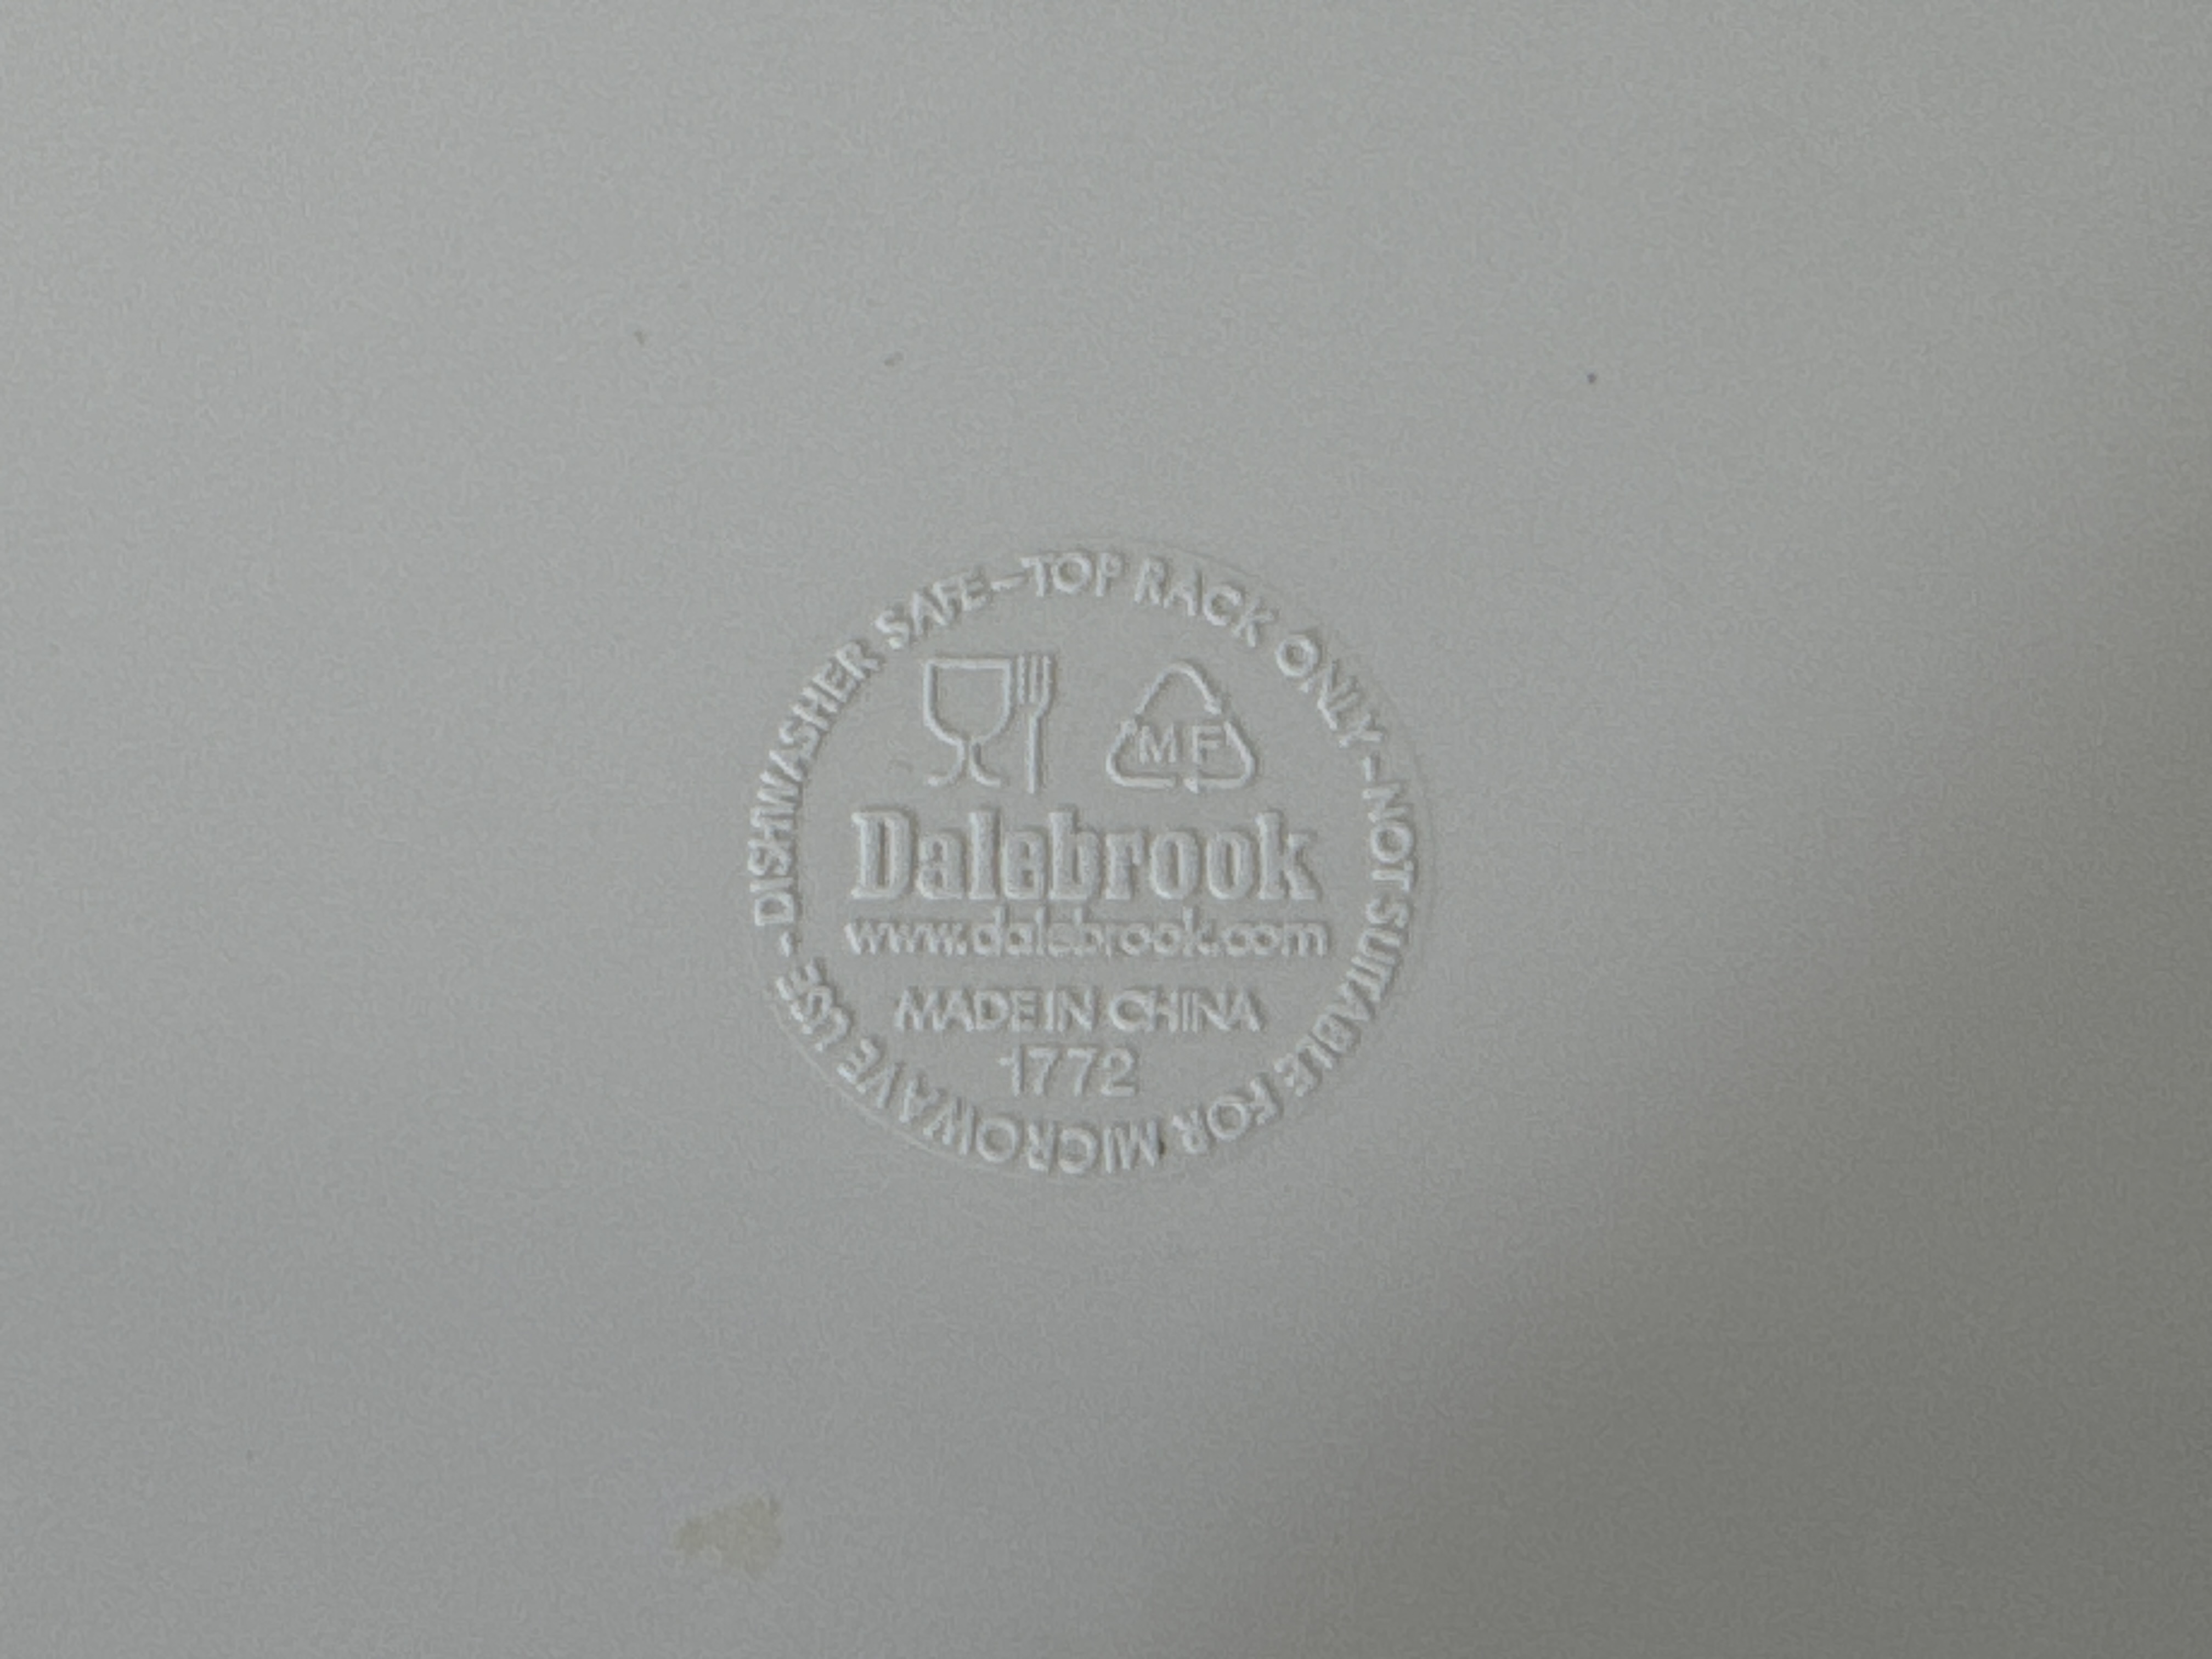 DISHWASHER SAFE-TOP RACK ONLY-NOT SUITABLE FOR MICROWAVE USE -
MF
Dalebrook
www.dalebrook.com
MADE IN CHINA
1772